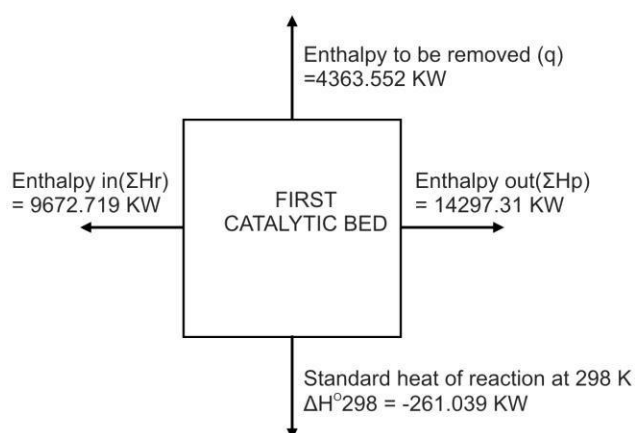 Enthalpy to be removed (q)
=4363.552 KW
Enthalpy in(ΣHr)
= 9672.719 KW
FIRST
CATALYTIC BED
Enthalpy out(ΣHp)
= 14297.31 KW
Standard heat of reaction at 298 K
ΔH°298 = -261.039 KW